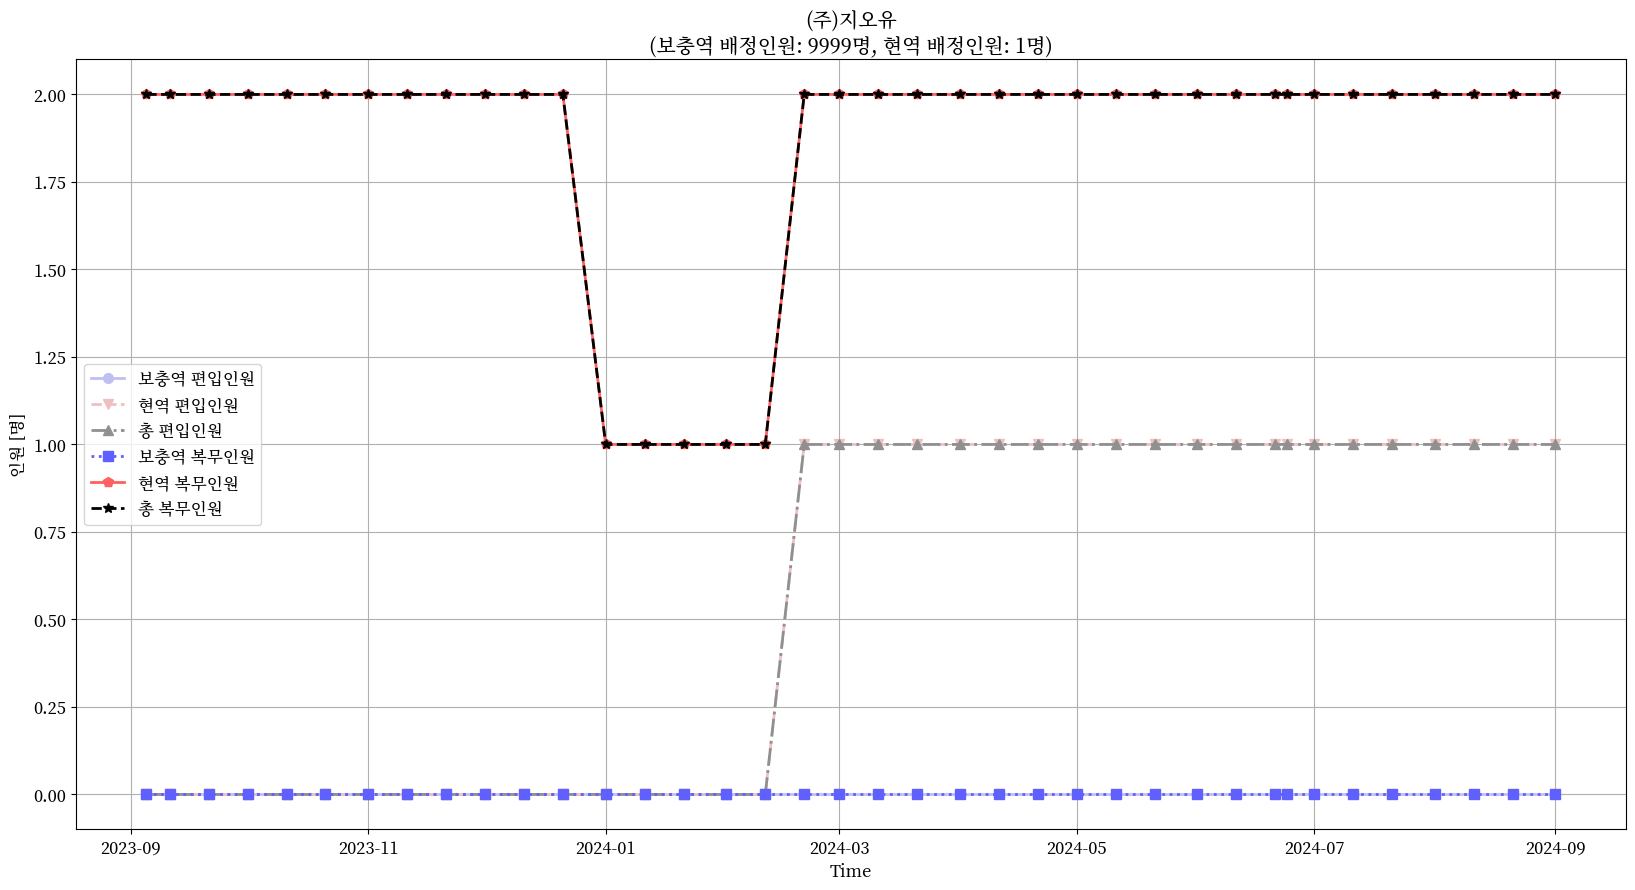 (주)지오유
(보충역 배정인원: 9999명, 현역 배정인원: 1명)
2.00
1.75
1.50
1.25
1.00
0.75
0.50
0.25
0.00
인원 [명]
보충역 편입인원
현역 편입인원
총 편입인원
보충역 복무인원
현역 복무인원
총 복무인원
2023-09
2023-11
2024-01
2024-03
2024-05
2024-07
2024-09
Time